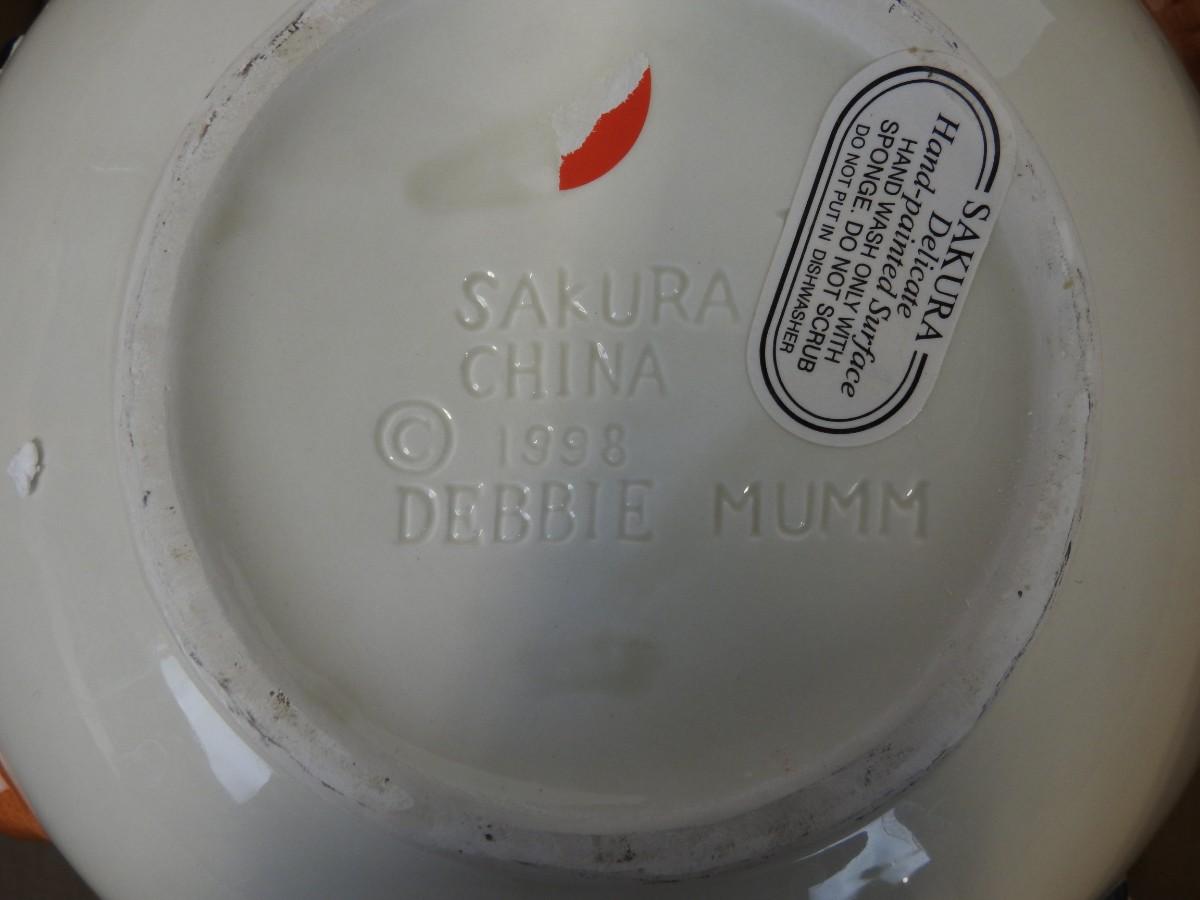 SAKURA
CHINA
© 1998
DEBBIE MUMM
SAKURA
Delicate
Hand-painted Surface
HAND WASH ONLY WITH
SPONGE. DO NOT SCRUB
DO NOT PUT IN DISHWASHER